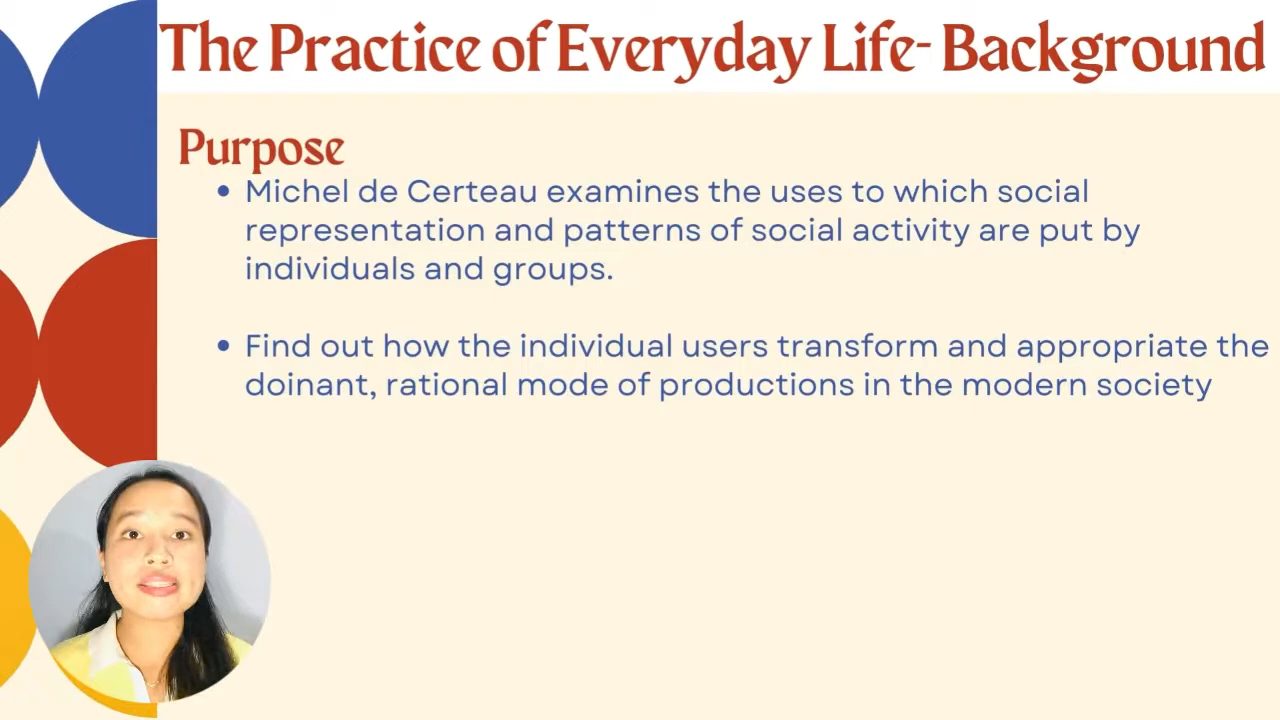 The Practice of Everyday Life- Background
Purpose
• Michel de Certeau examines the uses to which social
representation and patterns of social activity are put by
individuals and groups.
• Find out how the individual users transform and appropriate the
doinant, rational mode of productions in the modern society